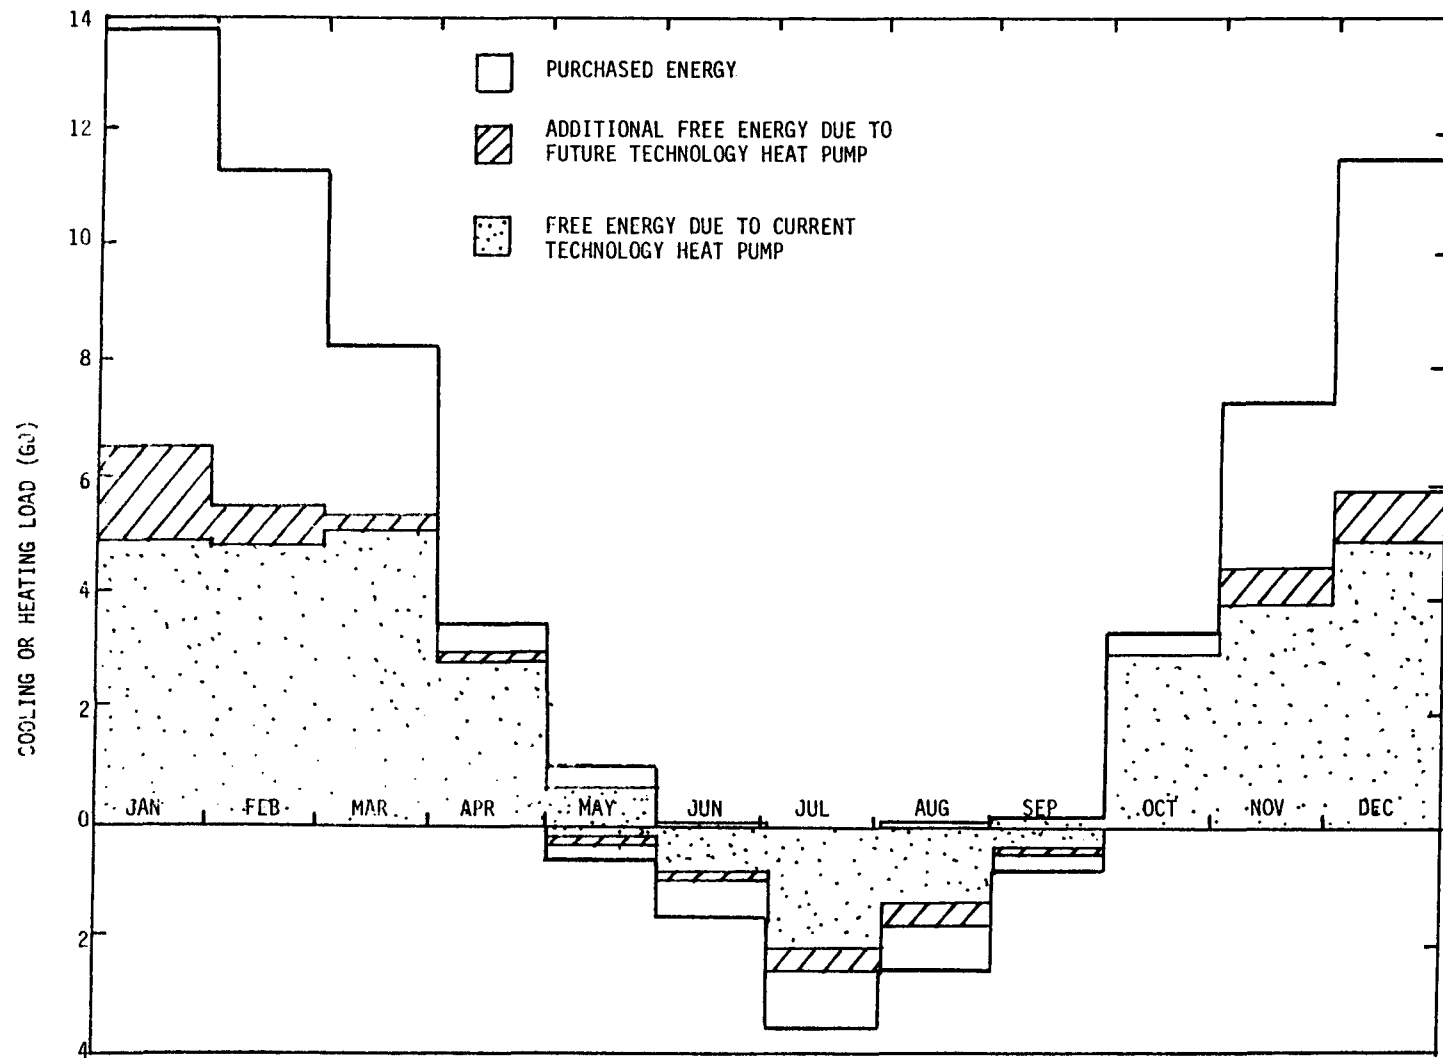 14
PURCHASED ENERGY
12
ADDITIONAL FREE ENERGY DUE TO
FUTURE TECHNOLOGY HEAT PUMP
10
FREE ENERGY DUE TO CURRENT
TECHNOLOGY HEAT PUMP
8
COOLING OR HEATING LOAD (GJ)
6
4
2
0 JAN FEB MAR APR MAY JUN JUL AUG SEP OCT NOV DEC
2
4